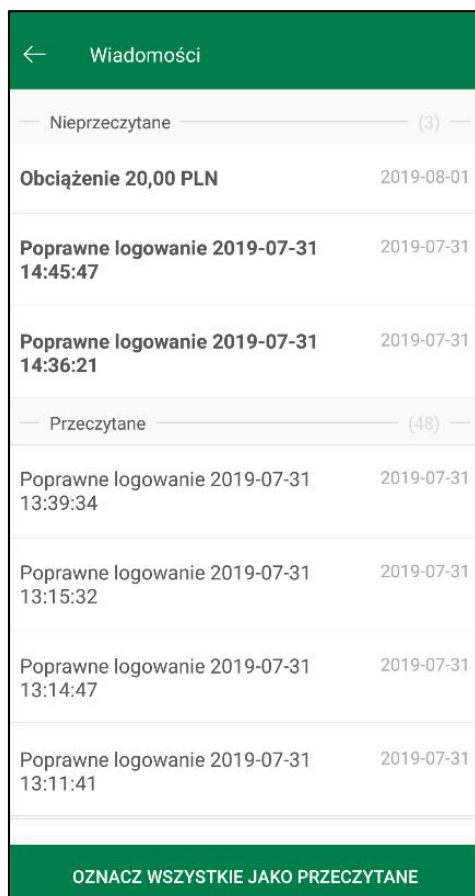 Wiadomości
Nieprzeczytane (3)
Obciążenie 20,00 PLN 2019-08-01
Poprawne logowanie 2019-07-31 2019-07-31
14:45:47
Poprawne logowanie 2019-07-31 2019-07-31
14:36:21
Przeczytane (48)
Poprawne logowanie 2019-07-31 2019-07-31
13:39:34
Poprawne logowanie 2019-07-31 2019-07-31
13:15:32
Poprawne logowanie 2019-07-31 2019-07-31
13:14:47
Poprawne logowanie 2019-07-31 2019-07-31
13:11:41
OZNACZ WSZYSTKIE JAKO PRZECZYTANE